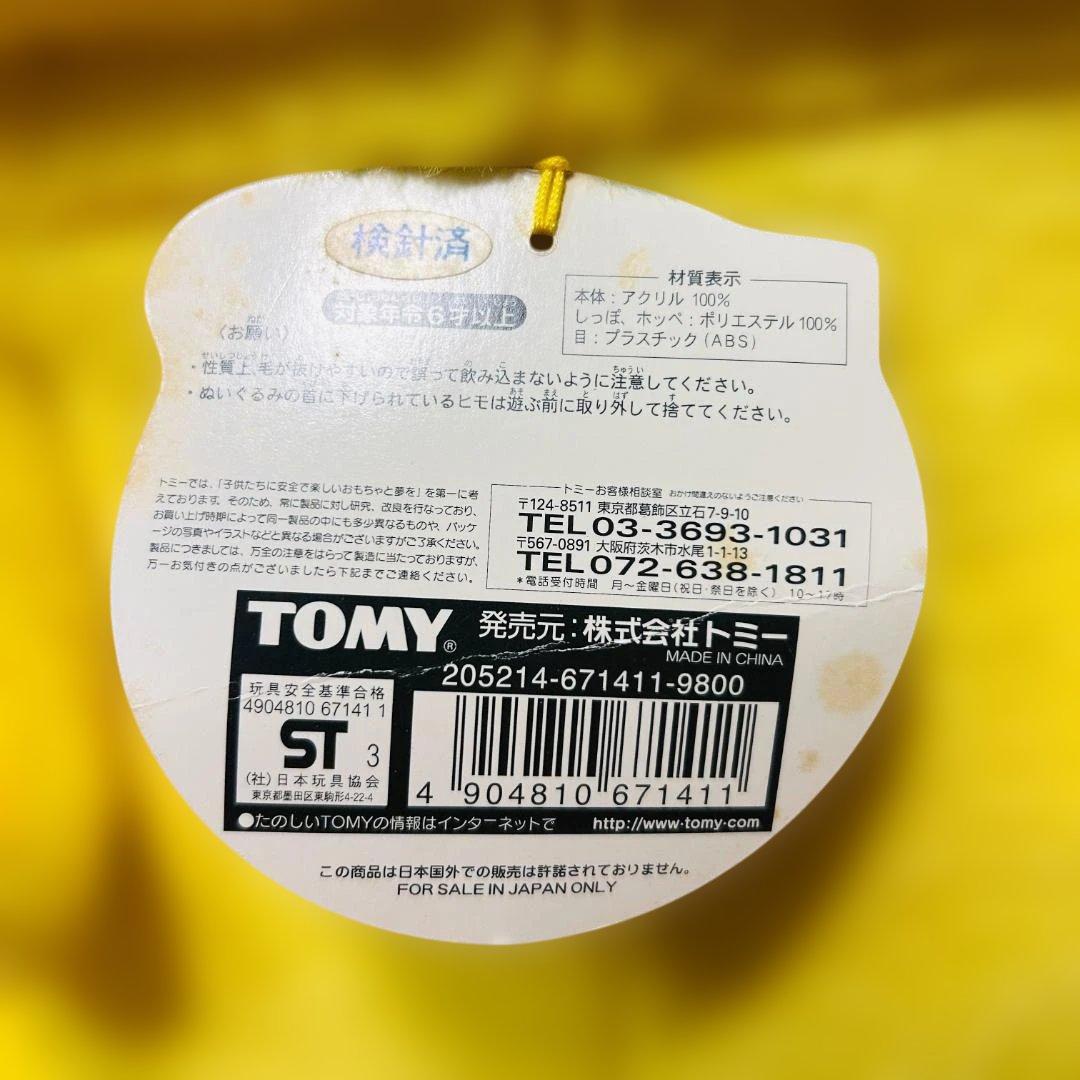 検針済
対象年令6才以上
〈お願い〉
・性質上、毛が抜けやすいので誤って飲み込まないように注意してください。
・ぬいぐるみの首に下げられているヒモは遊ぶ前に取り外して捨ててください。
材質表示
本体：アクリル 100%
しっぽ、ホッペ：ポリエステル100%
目：プラスチック(ABS)
トミーでは、「子供たちに安全で楽しいおもちゃと夢を」を第一に考
えております。そのため、常に製品に対し研究、改良を行なっており、
お買い上げ時期によって同一製品の中にも多少異なるものや、パッケ
ージの写真やイラストなどと異なる場合がございますがご了承ください。
製品につきましては、万全の注意をはらって製造に当たっておりますが、
万一お気付きの点がございましたら下記までご連絡ください。
トミーお客様相談室 おかけ間違えのないようご注意ください
〒124-8511 東京都葛飾区立石7-9-10
TEL03-3693-1031
〒567-0891 大阪府茨木市水尾1-1-13
TEL072-638-1811
*電話受付時間 月～金曜日(祝日・祭日を除く) 10～17時
TOMY® 発売元：株式会社トミー
MADE IN CHINA
205214-671411-9800
玩具安全基準合格
4904810 67141 1
ST 3
(社)日本玩具協会
東京都墨田区東駒形4-22-4
4 904810 671411
●たのしいTOMYの情報はインターネットで http://www.tomy.com
この商品は日本国外での販売は許諾されておりません。
FOR SALE IN JAPAN ONLY